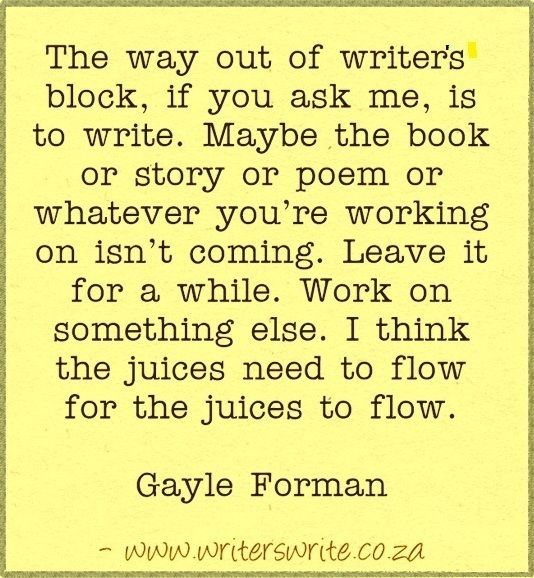 The way out of writer's
block, if you ask me, is
to write. Maybe the book
or story or poem or
whatever you're working
on isn't coming. Leave it
for a while. Work on
something else. I think
the juices need to flow
for the juices to flow.
Gayle Forman
- www.writerswrite.co.za